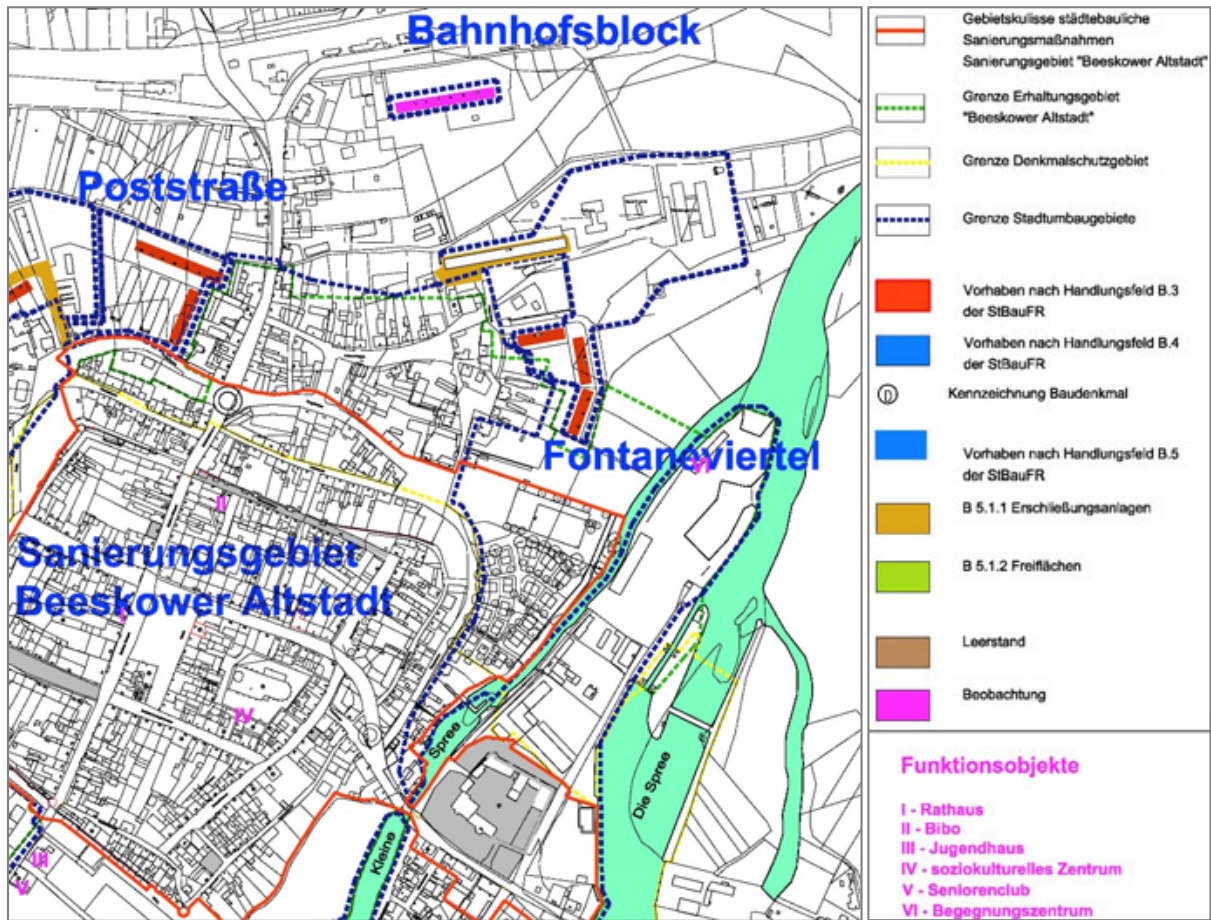 Bahnhofsblock
Poststraße
Fontaneviertel
VI
II
Sanierungsgebiet
Beeskower Altstadt
I
IV
Spree
Die Spree
Kleine
III
V
Gebietskulisse städtebauliche
Sanierungsmaßnahmen
Sanierungsgebiet "Beeskower Altstadt"
Grenze Erhaltungsgebiet
"Beeskower Altstadt"
Grenze Denkmalschutzgebiet
Grenze Stadtumbaugebiete
Vorhaben nach Handlungsfeld B.3
der StBauFR
Vorhaben nach Handlungsfeld B.4
der StBauFR
D Kennzeichnung Baudenkmal
Vorhaben nach Handlungsfeld B.5
der StBauFR
B 5.1.1 Erschließungsanlagen
B 5.1.2 Freiflächen
Leerstand
Beobachtung
Funktionsobjekte
I - Rathaus
II - Bibo
III - Jugendhaus
IV - soziokulturelles Zentrum
V - Seniorenclub
VI - Begegnungszentrum